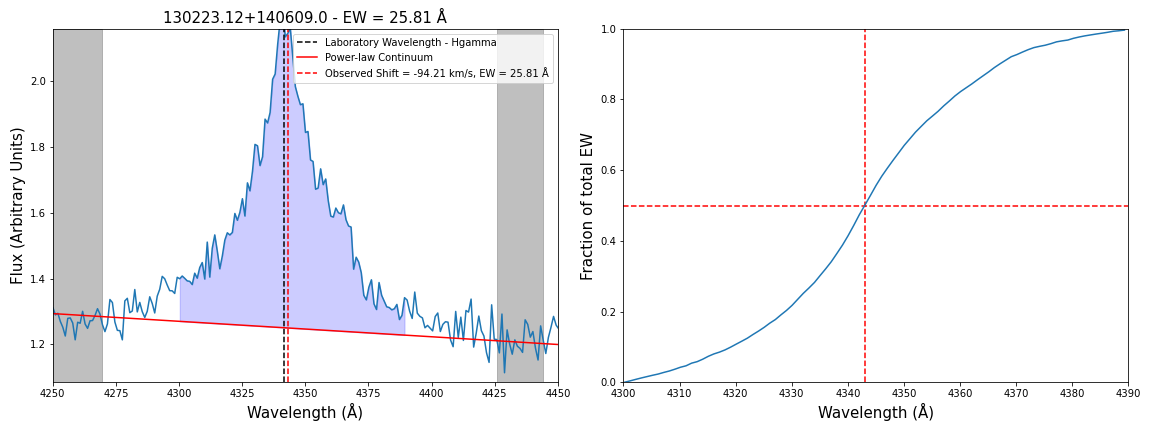 130223.12+140609.0 - EW = 25.81 Å
Laboratory Wavelength - Hgamma
Power-law Continuum
Observed Shift = -94.21 km/s, EW = 25.81 Å
Flux (Arbitrary Units)
2.0
1.8
1.6
1.4
1.2
4250 4275 4300 4325 4350 4375 4400 4425 4450
Wavelength (Å)
Fraction of total EW
1.0
0.8
0.6
0.4
0.2
0.0
4300 4310 4320 4330 4340 4350 4360 4370 4380 4390
Wavelength (Å)